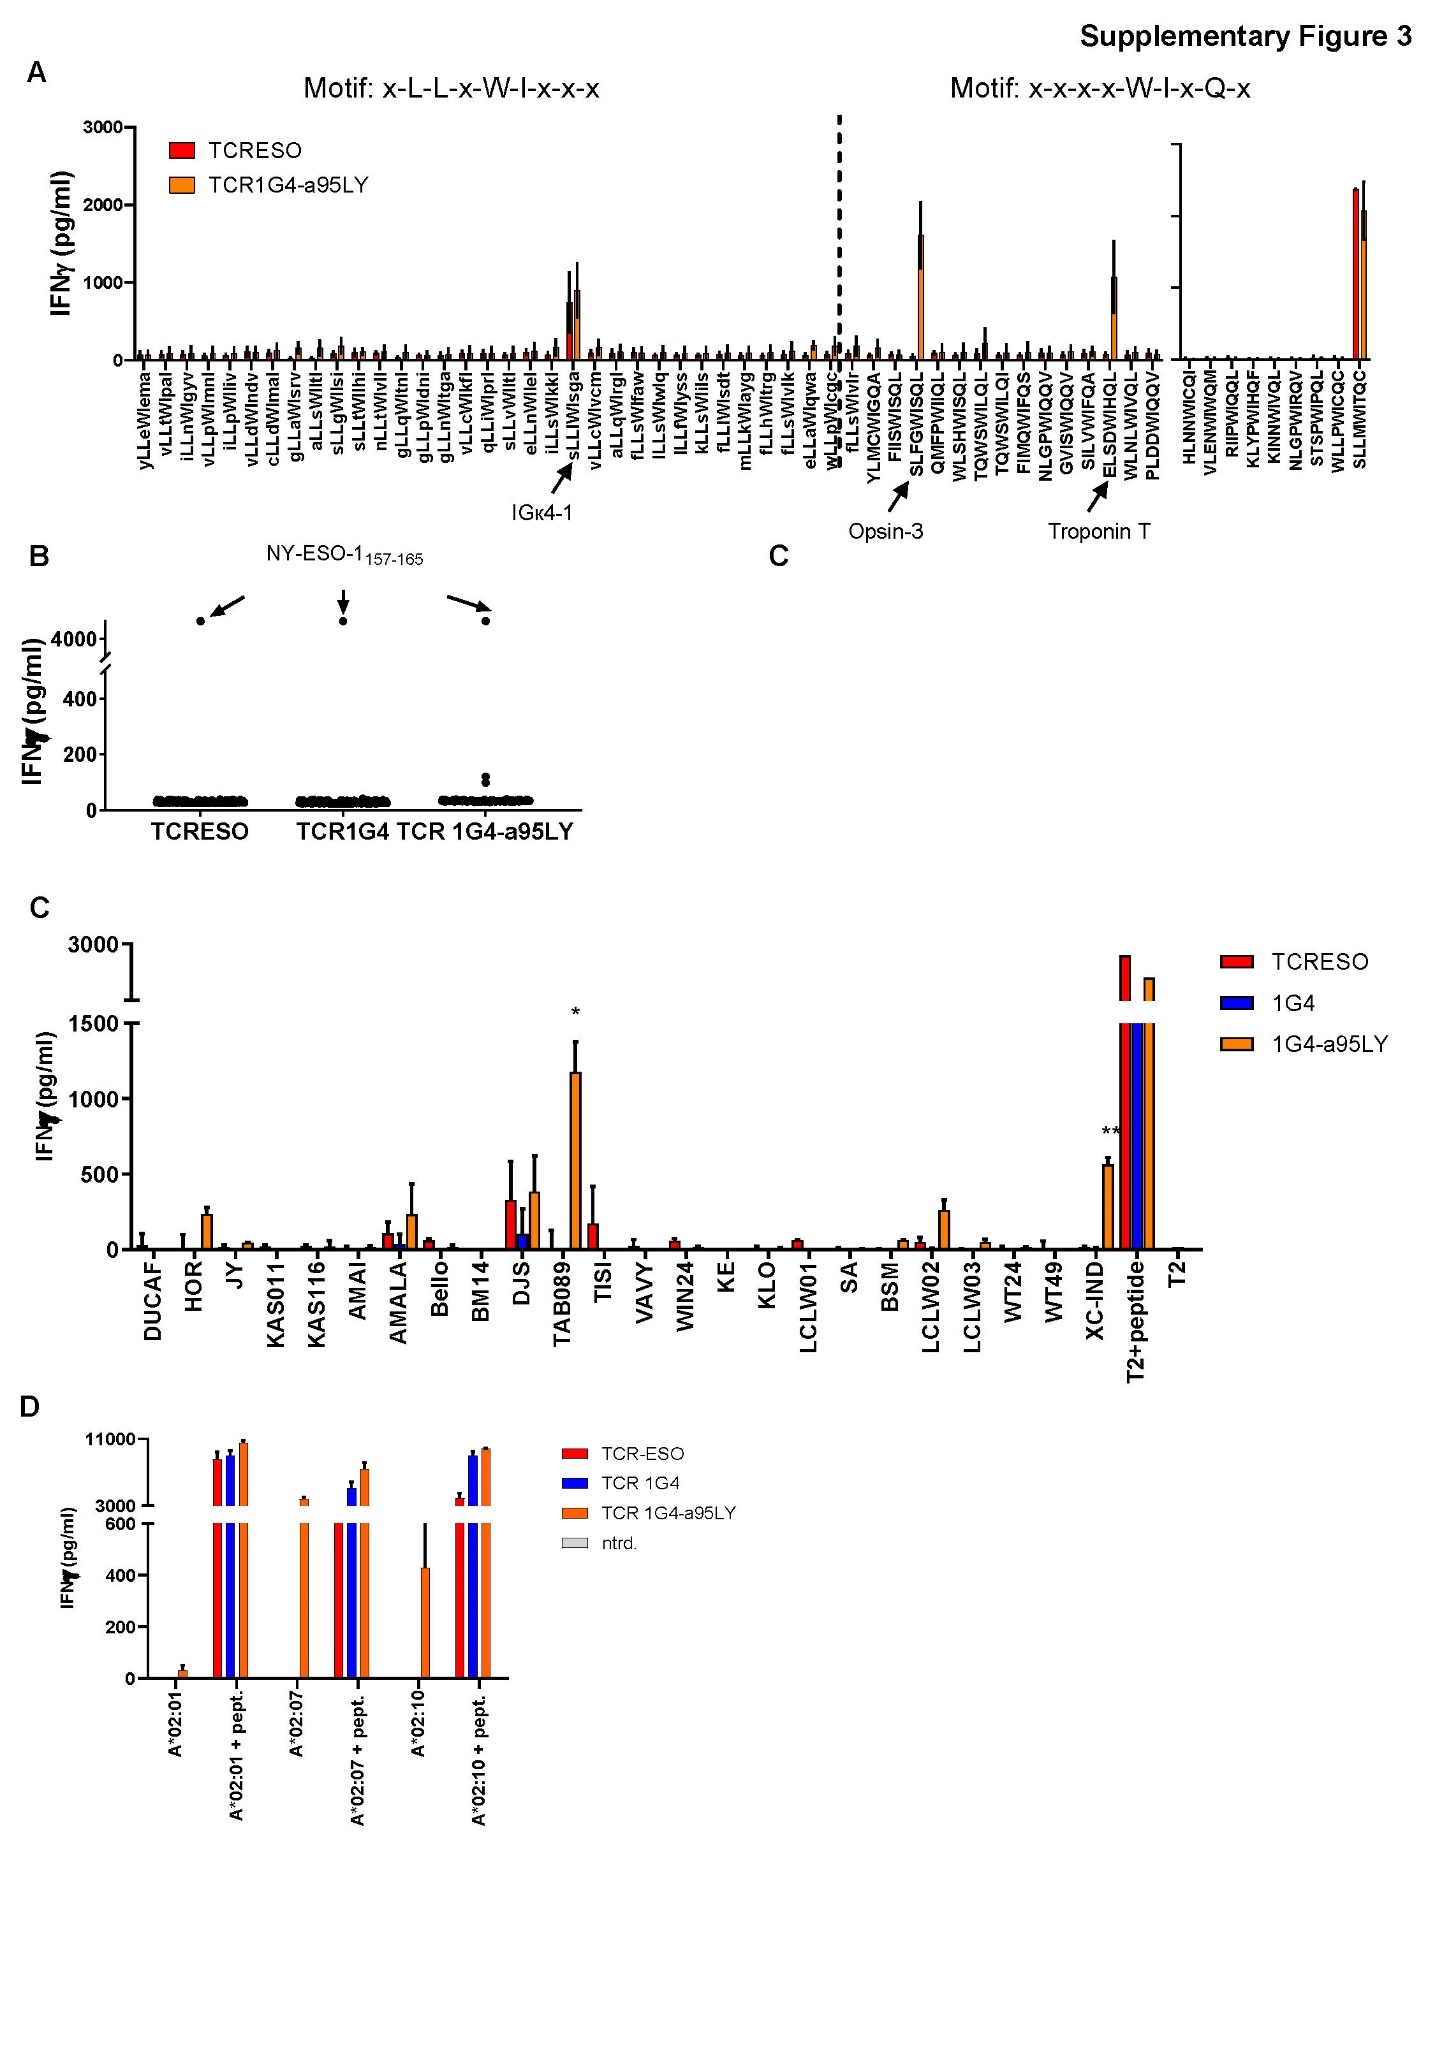 Supplementary Figure 3
A
Motif: x-L-L-x-W-I-x-x-x
Motif: x-x-x-x-W-I-x-Q-x
IFNγ (pg/ml)
3000
2000
1000
0
TCRESO
TCR1G4-a95LY
yLLeWIema
vLLtWIpal
iLLnWIgyv
vLLpWImnl
iLLpWIliv
vLLdWIndv
cLLdWImal
gLLaWIsrv
aLLsWIltl
sLLgWIlsl
sLLtWIlhi
nLLtWIvll
gLLqWItnl
gLLpWIdni
gLLnWItga
vLLcWIkfl
qLLlWIprl
sLLvWIltl
eLLnWIlel
iLLsWIkkl
sLLIWIsga
vLLcWIvcm
aLLqWIrgl
fLLsWIfaw
lLLsWIwlq
lLLfWIyss
kLLsWIlls
fLLlWIsdt
mLLkWIayg
fLLhWItrg
fLLsWIvlk
eLLaWIqwa
wLLpWIcgc
fLLsWIvlr
YLMCWIGQA
FIISWISQL
SLFGWISQL
QMFPWIIQL
WLSHWISQL
TQWSWILQL
TQWSWILQI
FIMQWIFQS
NLGPWIQQV
GVISWIQQV
SILVWIFQA
ELSDWIHQL
WLNLWIVQL
PLDDWIQQV
HLNNWICQI
VLENWIWQM
RIIPWIQQL
KLYPWIHQF
KINNWIVQL
NLGPWIRQV
STSPWIPQL
WLLPWICQC
SLLMWITQC
IGκ4-1
Opsin-3
Troponin T
B
NY-ESO-1157-165
C
IFNγ (pg/ml)
4000
400
200
0
TCRESO
TCR1G4
TCR 1G4-a95LY
C
IFNγ (pg/ml)
3000
1500
1000
500
0
*
**
TCRESO
1G4
1G4-a95LY
DUCAF
HOR
JY
KAS011
KAS116
AMAI
AMALA
Bello
BM14
DJS
TAB089
TISI
VAVY
WIN24
KE
KLO
LCLW01
SA
BSM
LCLW02
LCLW03
WT24
WT49
XC-IND
T2+peptide
T2
D
IFNγ (pg/ml)
11000
3000
600
400
200
0
TCR-ESO
TCR 1G4
TCR 1G4-a95LY
ntrd.
A*02:01
A*02:01 + pept.
A*02:07
A*02:07 + pept.
A*02:10
A*02:10 + pept.